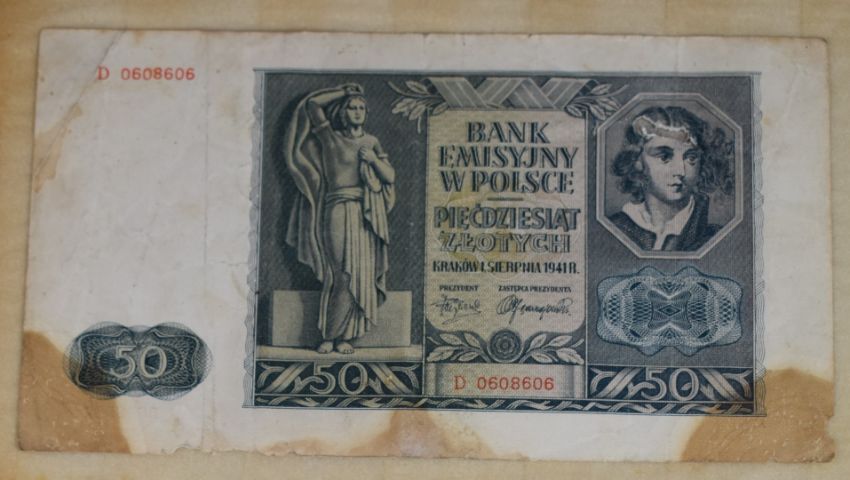 D 0608606
BANK
EMISYJNY
W POLSCE
PIĘĆDZIESIĄT
ZŁOTYCH
KRAKÓW 1. SIERPNIA 1941 R.
PREZYDENT ZASTĘPCA PREZYDENTA
50
50
D 0608606
50